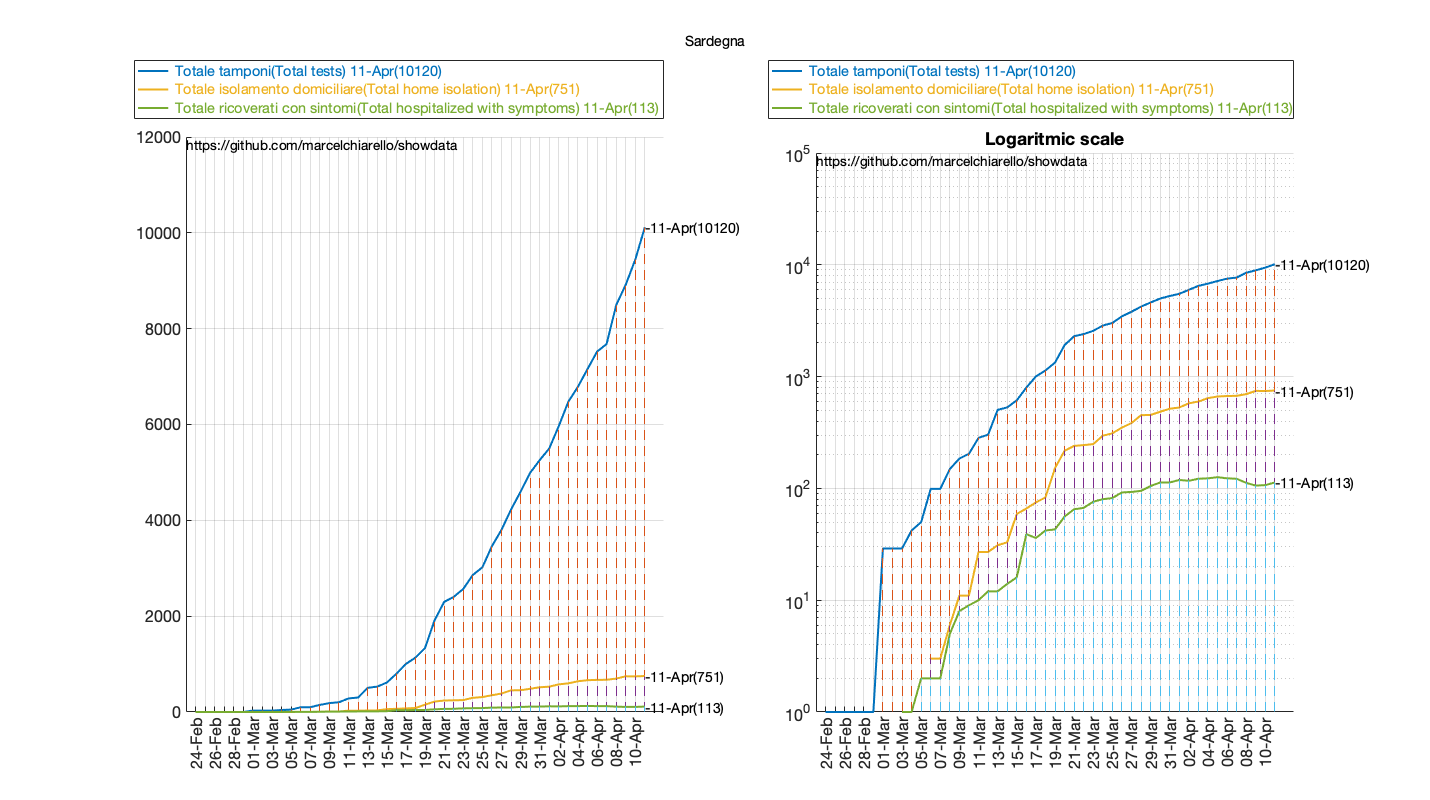 Sardegna
Totale tamponi(Total tests) 11-Apr(10120)
Totale isolamento domiciliare(Total home isolation) 11-Apr(751)
Totale ricoverati con sintomi(Total hospitalized with symptoms) 11-Apr(113)
12000
https://github.com/marcelchiarello/showdata
10000
-11-Apr(10120)
8000
6000
4000
2000
-11-Apr(751)
0
-11-Apr(113)
24-Feb
26-Feb
28-Feb
01-Mar
03-Mar
05-Mar
07-Mar
09-Mar
11-Mar
13-Mar
15-Mar
17-Mar
19-Mar
21-Mar
23-Mar
25-Mar
27-Mar
29-Mar
31-Mar
02-Apr
04-Apr
06-Apr
08-Apr
10-Apr
Totale tamponi(Total tests) 11-Apr(10120)
Totale isolamento domiciliare(Total home isolation) 11-Apr(751)
Totale ricoverati con sintomi(Total hospitalized with symptoms) 11-Apr(113)
Logaritmic scale
10^5
https://github.com/marcelchiarello/showdata
10^4
-11-Apr(10120)
10^3
-11-Apr(751)
10^2
-11-Apr(113)
10^1
10^0
24-Feb
26-Feb
28-Feb
01-Mar
03-Mar
05-Mar
07-Mar
09-Mar
11-Mar
13-Mar
15-Mar
17-Mar
19-Mar
21-Mar
23-Mar
25-Mar
27-Mar
29-Mar
31-Mar
02-Apr
04-Apr
06-Apr
08-Apr
10-Apr